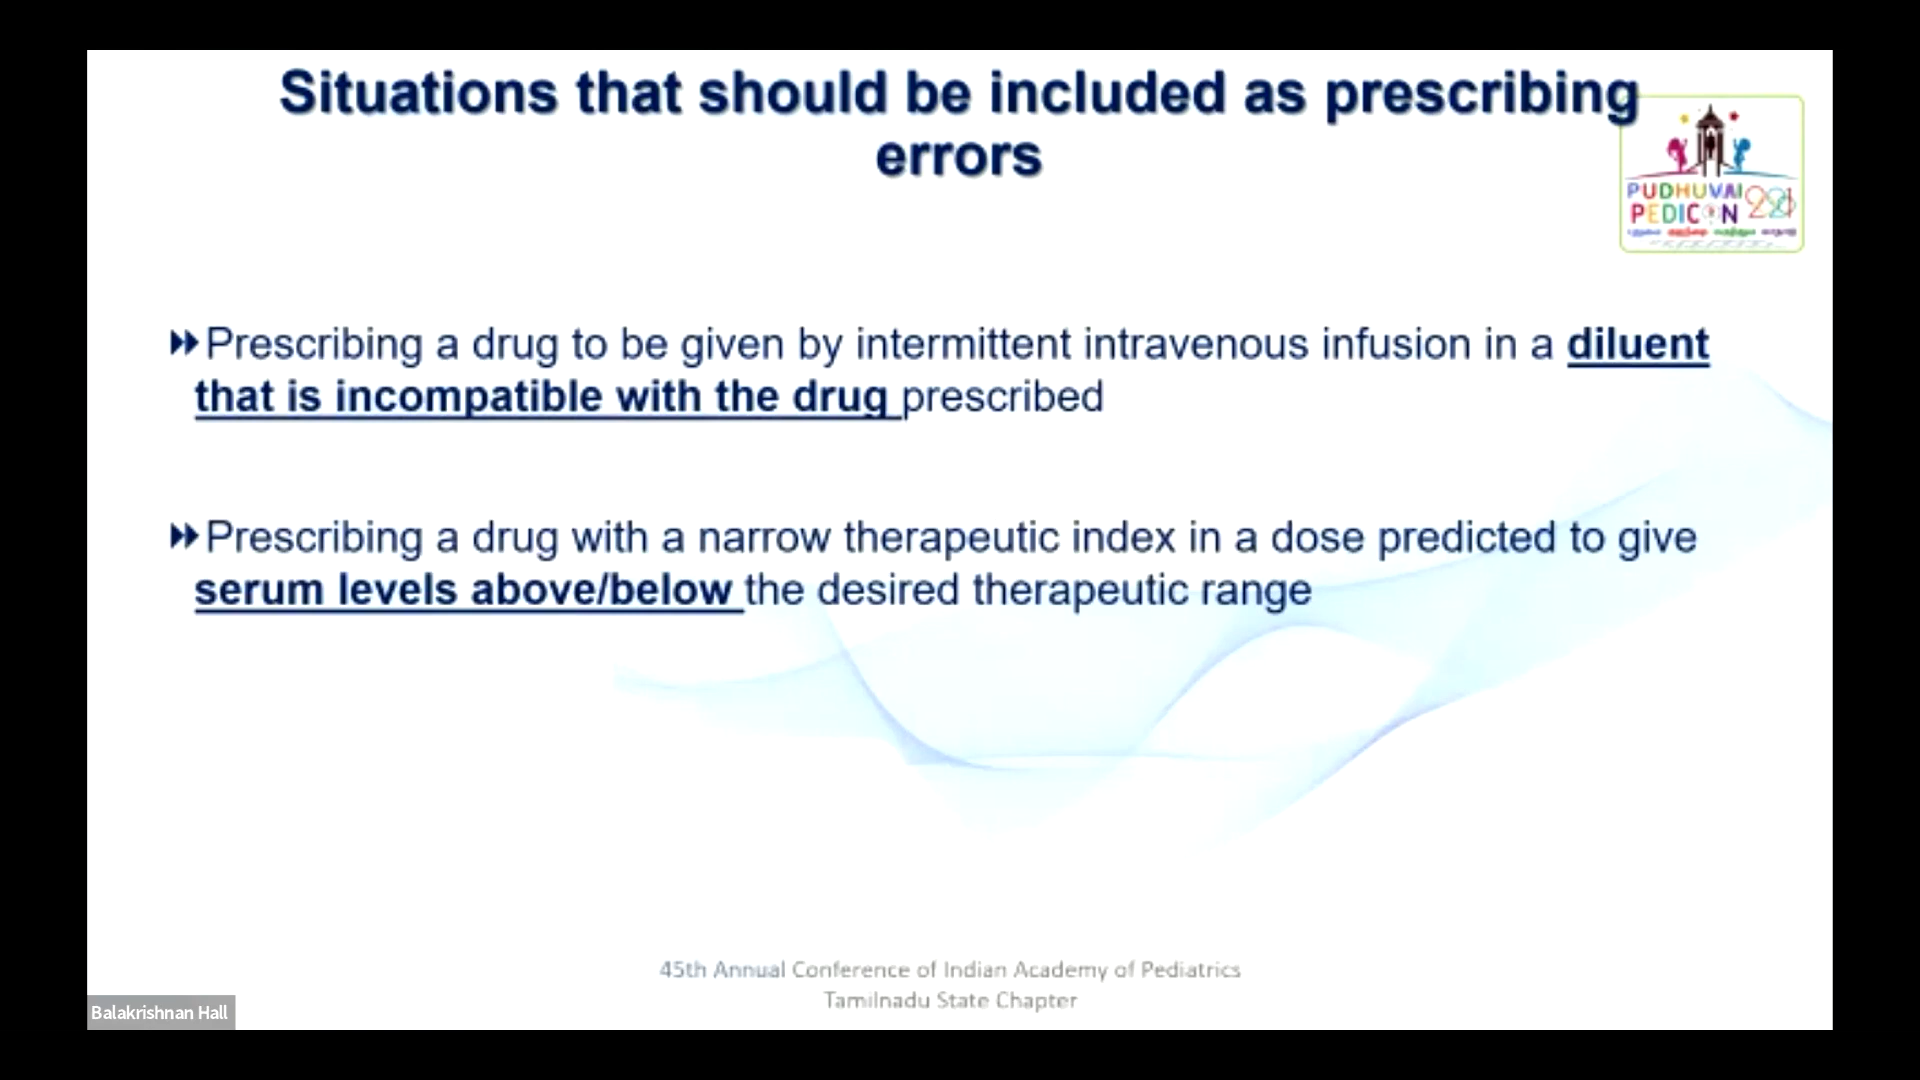 Situations that should be included as prescribing
errors
PUDHUVAI
PEDICON 2021
Prescribing a drug to be given by intermittent intravenous infusion in a diluent
that is incompatible with the drug prescribed
Prescribing a drug with a narrow therapeutic index in a dose predicted to give
serum levels above/below the desired therapeutic range
45th Annual Conference of Indian Academy of Pediatrics
Tamilnadu State Chapter
Balakrishnan Hall